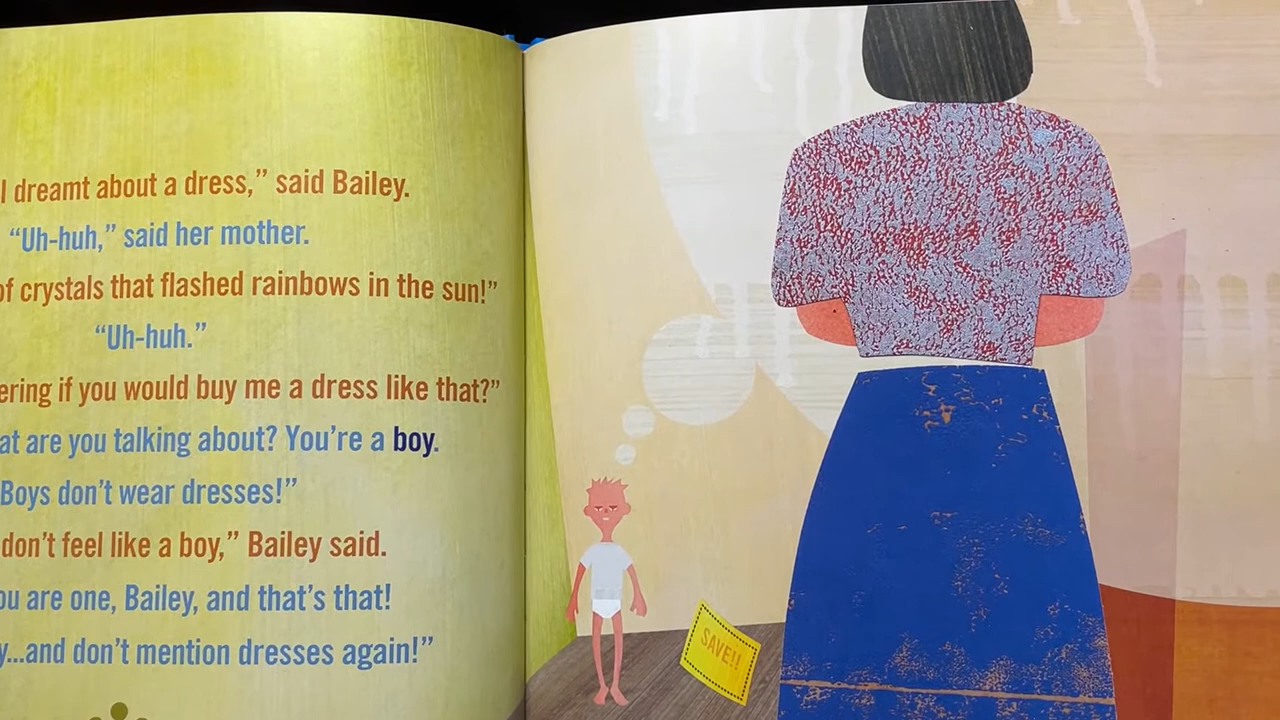 I dreamt about a dress,” said Bailey.
“Uh-huh,” said her mother.
of crystals that flashed rainbows in the sun!”
“Uh-huh.”
ering if you would buy me a dress like that?”
at are you talking about? You’re a boy.
Boys don’t wear dresses!”
don’t feel like a boy,” Bailey said.
ou are one, Bailey, and that’s that!
y...and don’t mention dresses again!”
SAVE!!